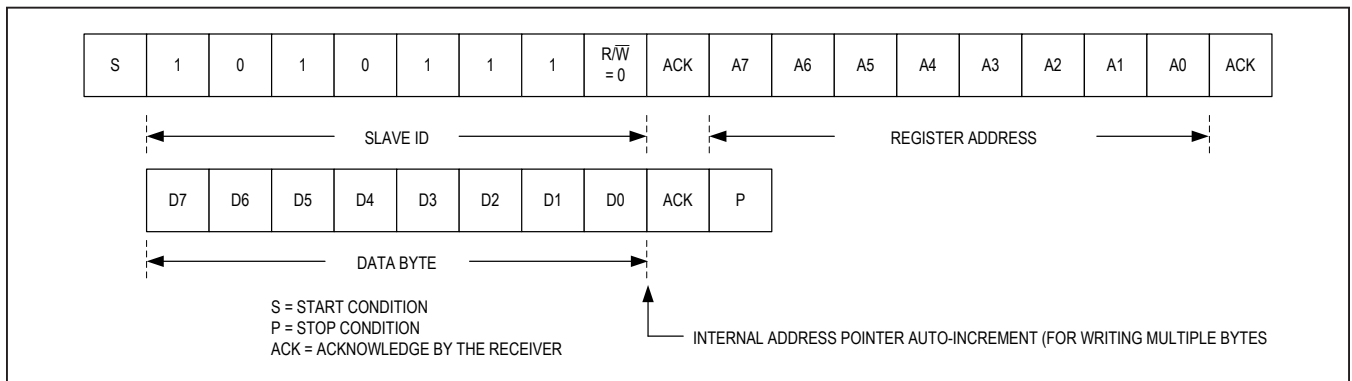 S 1 0 1 0 1 1 1 R/W̅ = 0 ACK A7 A6 A5 A4 A3 A2 A1 A0 ACK
SLAVE ID REGISTER ADDRESS
D7 D6 D5 D4 D3 D2 D1 D0 ACK P
DATA BYTE
S = START CONDITION
P = STOP CONDITION
ACK = ACKNOWLEDGE BY THE RECEIVER
INTERNAL ADDRESS POINTER AUTO-INCREMENT (FOR WRITING MULTIPLE BYTES